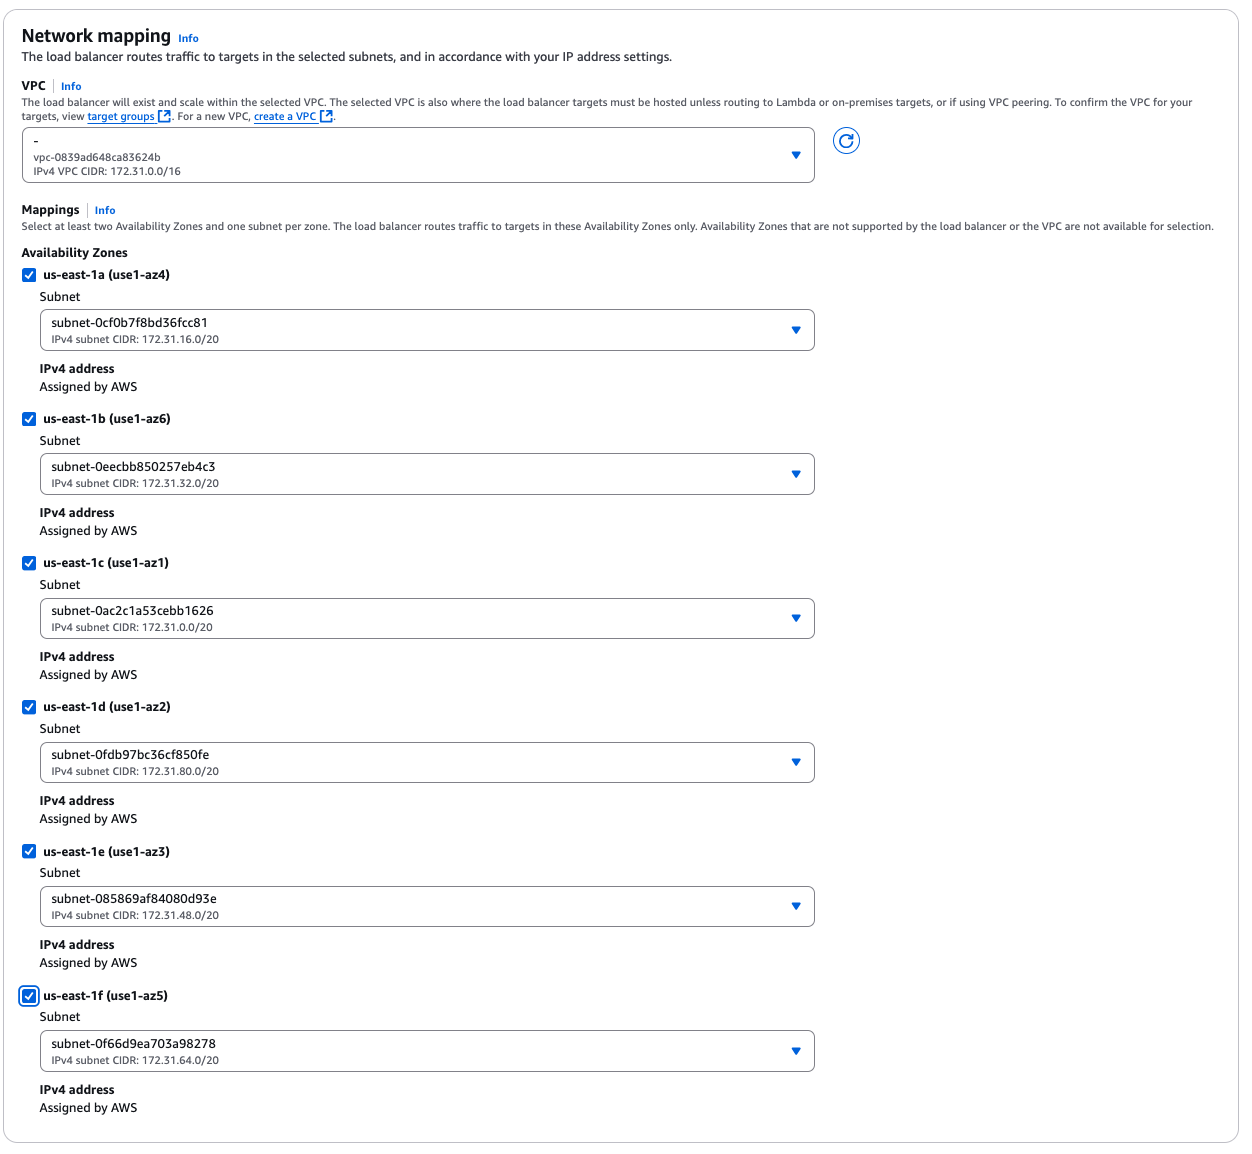 Network mapping Info
The load balancer routes traffic to targets in the selected subnets, and in accordance with your IP address settings.
VPC Info
The load balancer will exist and scale within the selected VPC. The selected VPC is also where the load balancer targets must be hosted unless routing to Lambda or on-premises targets, or if using VPC peering. To confirm the VPC for your
targets, view target groups. For a new VPC, create a VPC.
-
vpc-0839ad648ca83624b
IPv4 VPC CIDR: 172.31.0.0/16
Mappings Info
Select at least two Availability Zones and one subnet per zone. The load balancer routes traffic to targets in these Availability Zones only. Availability Zones that are not supported by the load balancer or the VPC are not available for selection.
Availability Zones
us-east-1a (use1-az4)
Subnet
subnet-0cf0b7f8bd36fcc81
IPv4 subnet CIDR: 172.31.16.0/20
IPv4 address
Assigned by AWS
us-east-1b (use1-az6)
Subnet
subnet-0eecbb850257eb4c3
IPv4 subnet CIDR: 172.31.32.0/20
IPv4 address
Assigned by AWS
us-east-1c (use1-az1)
Subnet
subnet-0ac2c1a53cebb1626
IPv4 subnet CIDR: 172.31.0.0/20
IPv4 address
Assigned by AWS
us-east-1d (use1-az2)
Subnet
subnet-0fdb97bc36cf850fe
IPv4 subnet CIDR: 172.31.80.0/20
IPv4 address
Assigned by AWS
us-east-1e (use1-az3)
Subnet
subnet-085869af84080d93e
IPv4 subnet CIDR: 172.31.48.0/20
IPv4 address
Assigned by AWS
us-east-1f (use1-az5)
Subnet
subnet-0f66d9ea703a98278
IPv4 subnet CIDR: 172.31.64.0/20
IPv4 address
Assigned by AWS